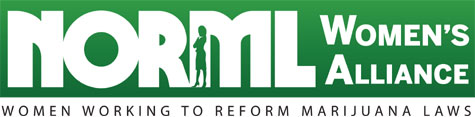 NORML WOMEN'S
ALLIANCE
WOMEN WORKING TO REFORM MARIJUANA LAWS